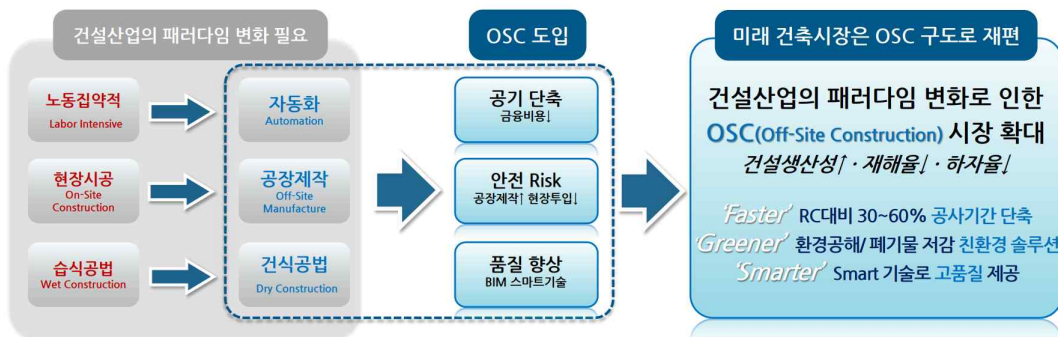 건설산업의 패러다임 변화 필요
노동집약적
Labor Intensive
자동화
Automation
현장시공
On-Site
Construction
공장제작
Off-Site
Manufacture
습식공법
Wet Construction
건식공법
Dry Construction
OSC 도입
공기 단축
금융비용↓
안전 Risk
공장제작↑ 현장투입↓
품질 향상
BIM 스마트기술
미래 건축시장은 OSC 구도로 재편
건설산업의 패러다임 변화로 인한
OSC(Off-Site Construction) 시장 확대
건설생산성↑ · 재해율↓ · 하자율↓
'Faster' RC대비 30~60% 공사기간 단축
'Greener' 환경공해/ 폐기물 저감 친환경 솔루션
'Smarter' Smart 기술로 고품질 제공